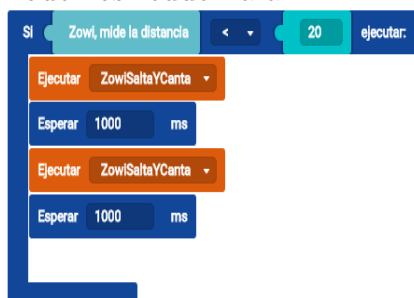 Si Zowi, mide la distancia < 20 ejecutar:
Ejecutar ZowiSaltaYCanta
Esperar 1000 ms
Ejecutar ZowiSaltaYCanta
Esperar 1000 ms